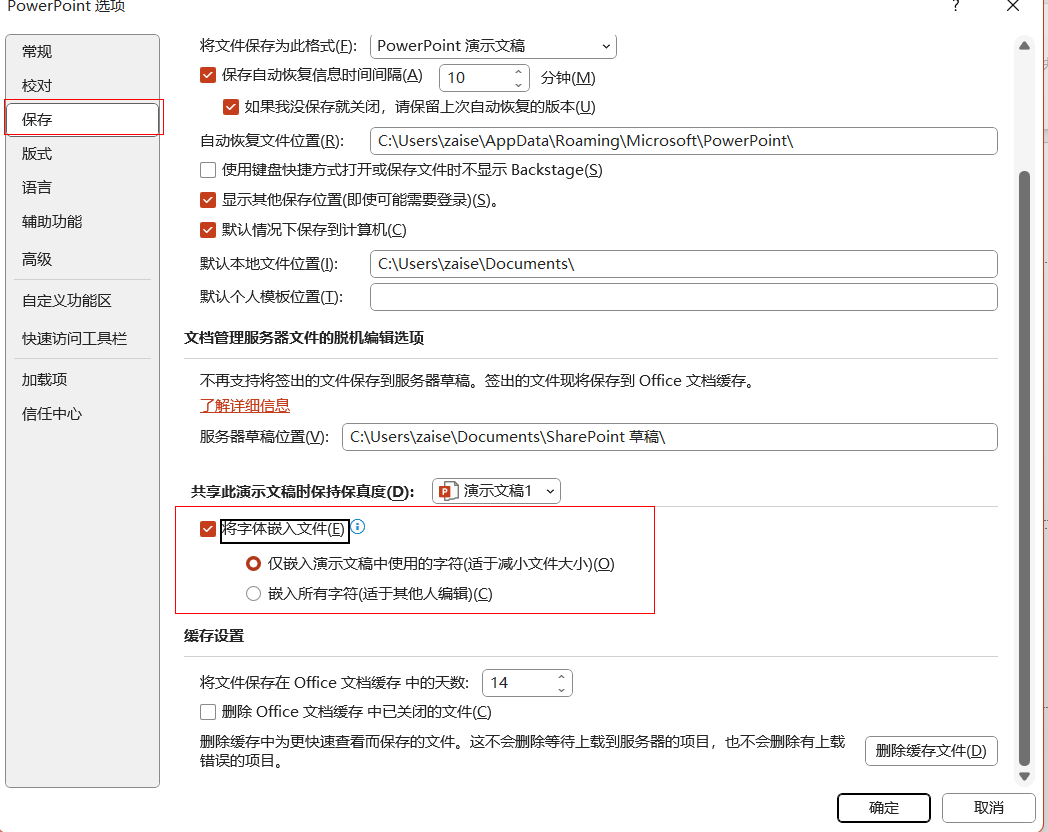 PowerPoint 选项
?
常规
校对
保存
版式
语言
辅助功能
高级
自定义功能区
快速访问工具栏
加载项
信任中心
将文件保存为此格式(F): PowerPoint 演示文稿
保存自动恢复信息时间间隔(A) 10 分钟(M)
如果我没保存就关闭，请保留上次自动恢复的版本(U)
自动恢复文件位置(R): C:\Users\zaise\AppData\Roaming\Microsoft\PowerPoint\
使用键盘快捷方式打开或保存文件时不显示 Backstage(S)
显示其他保存位置(即使可能需要登录)(S)。
默认情况下保存到计算机(C)
默认本地文件位置(I): C:\Users\zaise\Documents\
默认个人模板位置(T):
文档管理服务器文件的脱机编辑选项
不再支持将签出的文件保存到服务器草稿。签出的文件现将保存到 Office 文档缓存。
了解详细信息
服务器草稿位置(V): C:\Users\zaise\Documents\SharePoint 草稿\
共享此演示文稿时保持保真度(D): 演示文稿1
将字体嵌入文件(E)
仅嵌入演示文稿中使用的字符(适于减小文件大小)(O)
嵌入所有字符(适于其他人编辑)(C)
缓存设置
将文件保存在 Office 文档缓存 中的天数: 14
删除 Office 文档缓存 中已关闭的文件(C)
删除缓存中为更快速查看而保存的文件。这不会删除等待上载到服务器的项目，也不会删除有上载
错误的项目。
删除缓存文件(D)
确定
取消